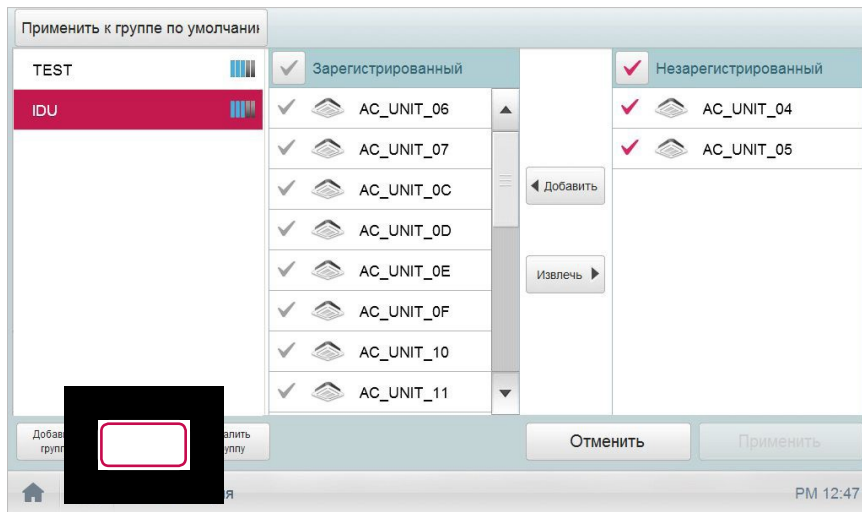 Применить к группе по умолчани
TEST
IDU
Зарегистрированный
AC_UNIT_06
AC_UNIT_07
AC_UNIT_0C
AC_UNIT_0D
AC_UNIT_0E
AC_UNIT_0F
AC_UNIT_10
AC_UNIT_11
Добавить
Извлечь
Незарегистрированный
AC_UNIT_04
AC_UNIT_05
Отменить
Применить
PM 12:47